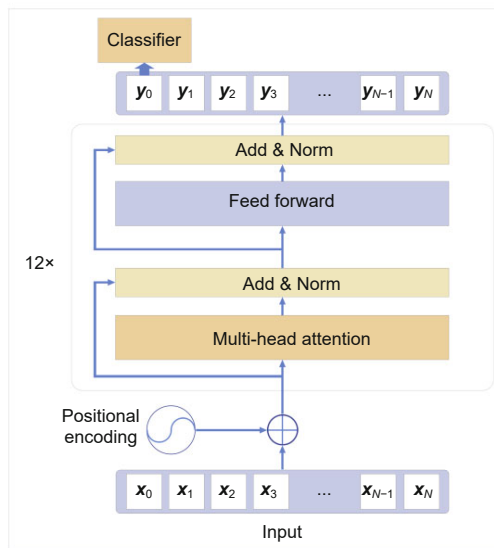 Classifier
y0 y1 y2 y3 ... yN−1 yN
Add & Norm
Feed forward
12×
Add & Norm
Multi-head attention
Positional
encoding
x0 x1 x2 x3 ... xN−1 xN
Input